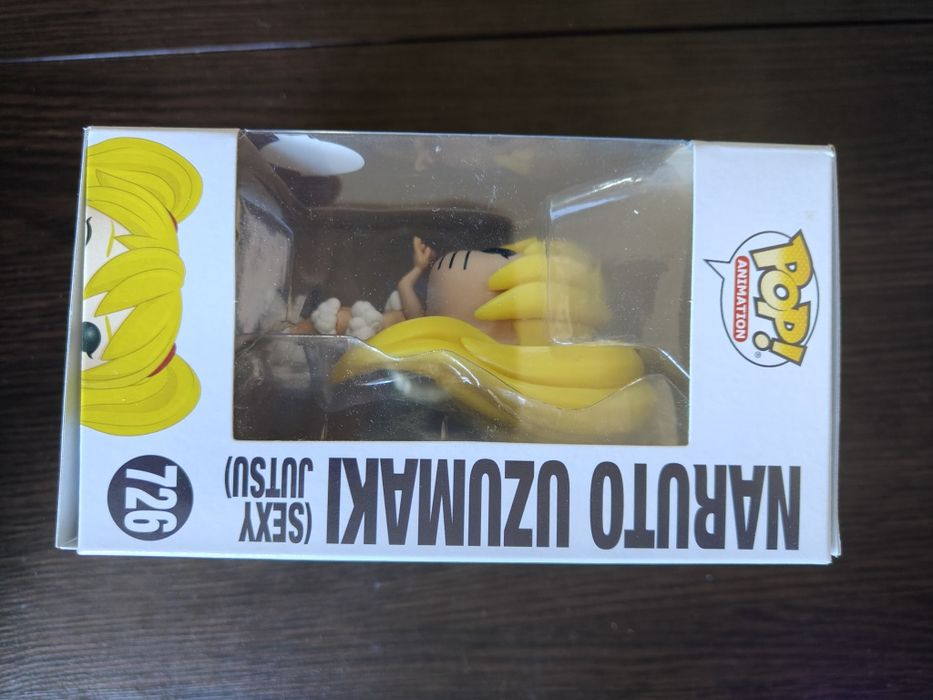 POP!
ANIMATION
NARUTO UZUMAKI
(SEXY
JUTSU)
726